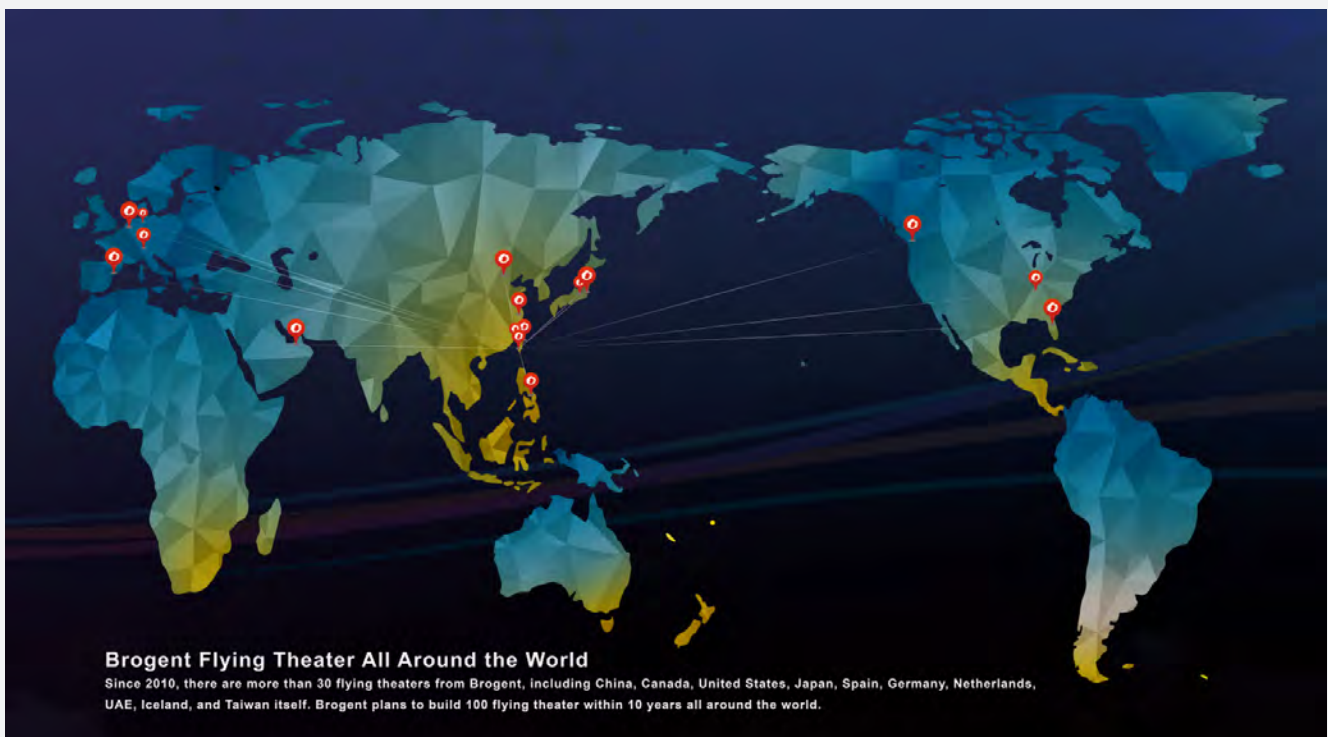 Brogent Flying Theater All Around the World
Since 2010, there are more than 30 flying theaters from Brogent, including China, Canada, United States, Japan, Spain, Germany, Netherlands,
UAE, Iceland, and Taiwan itself. Brogent plans to build 100 flying theater within 10 years all around the world.